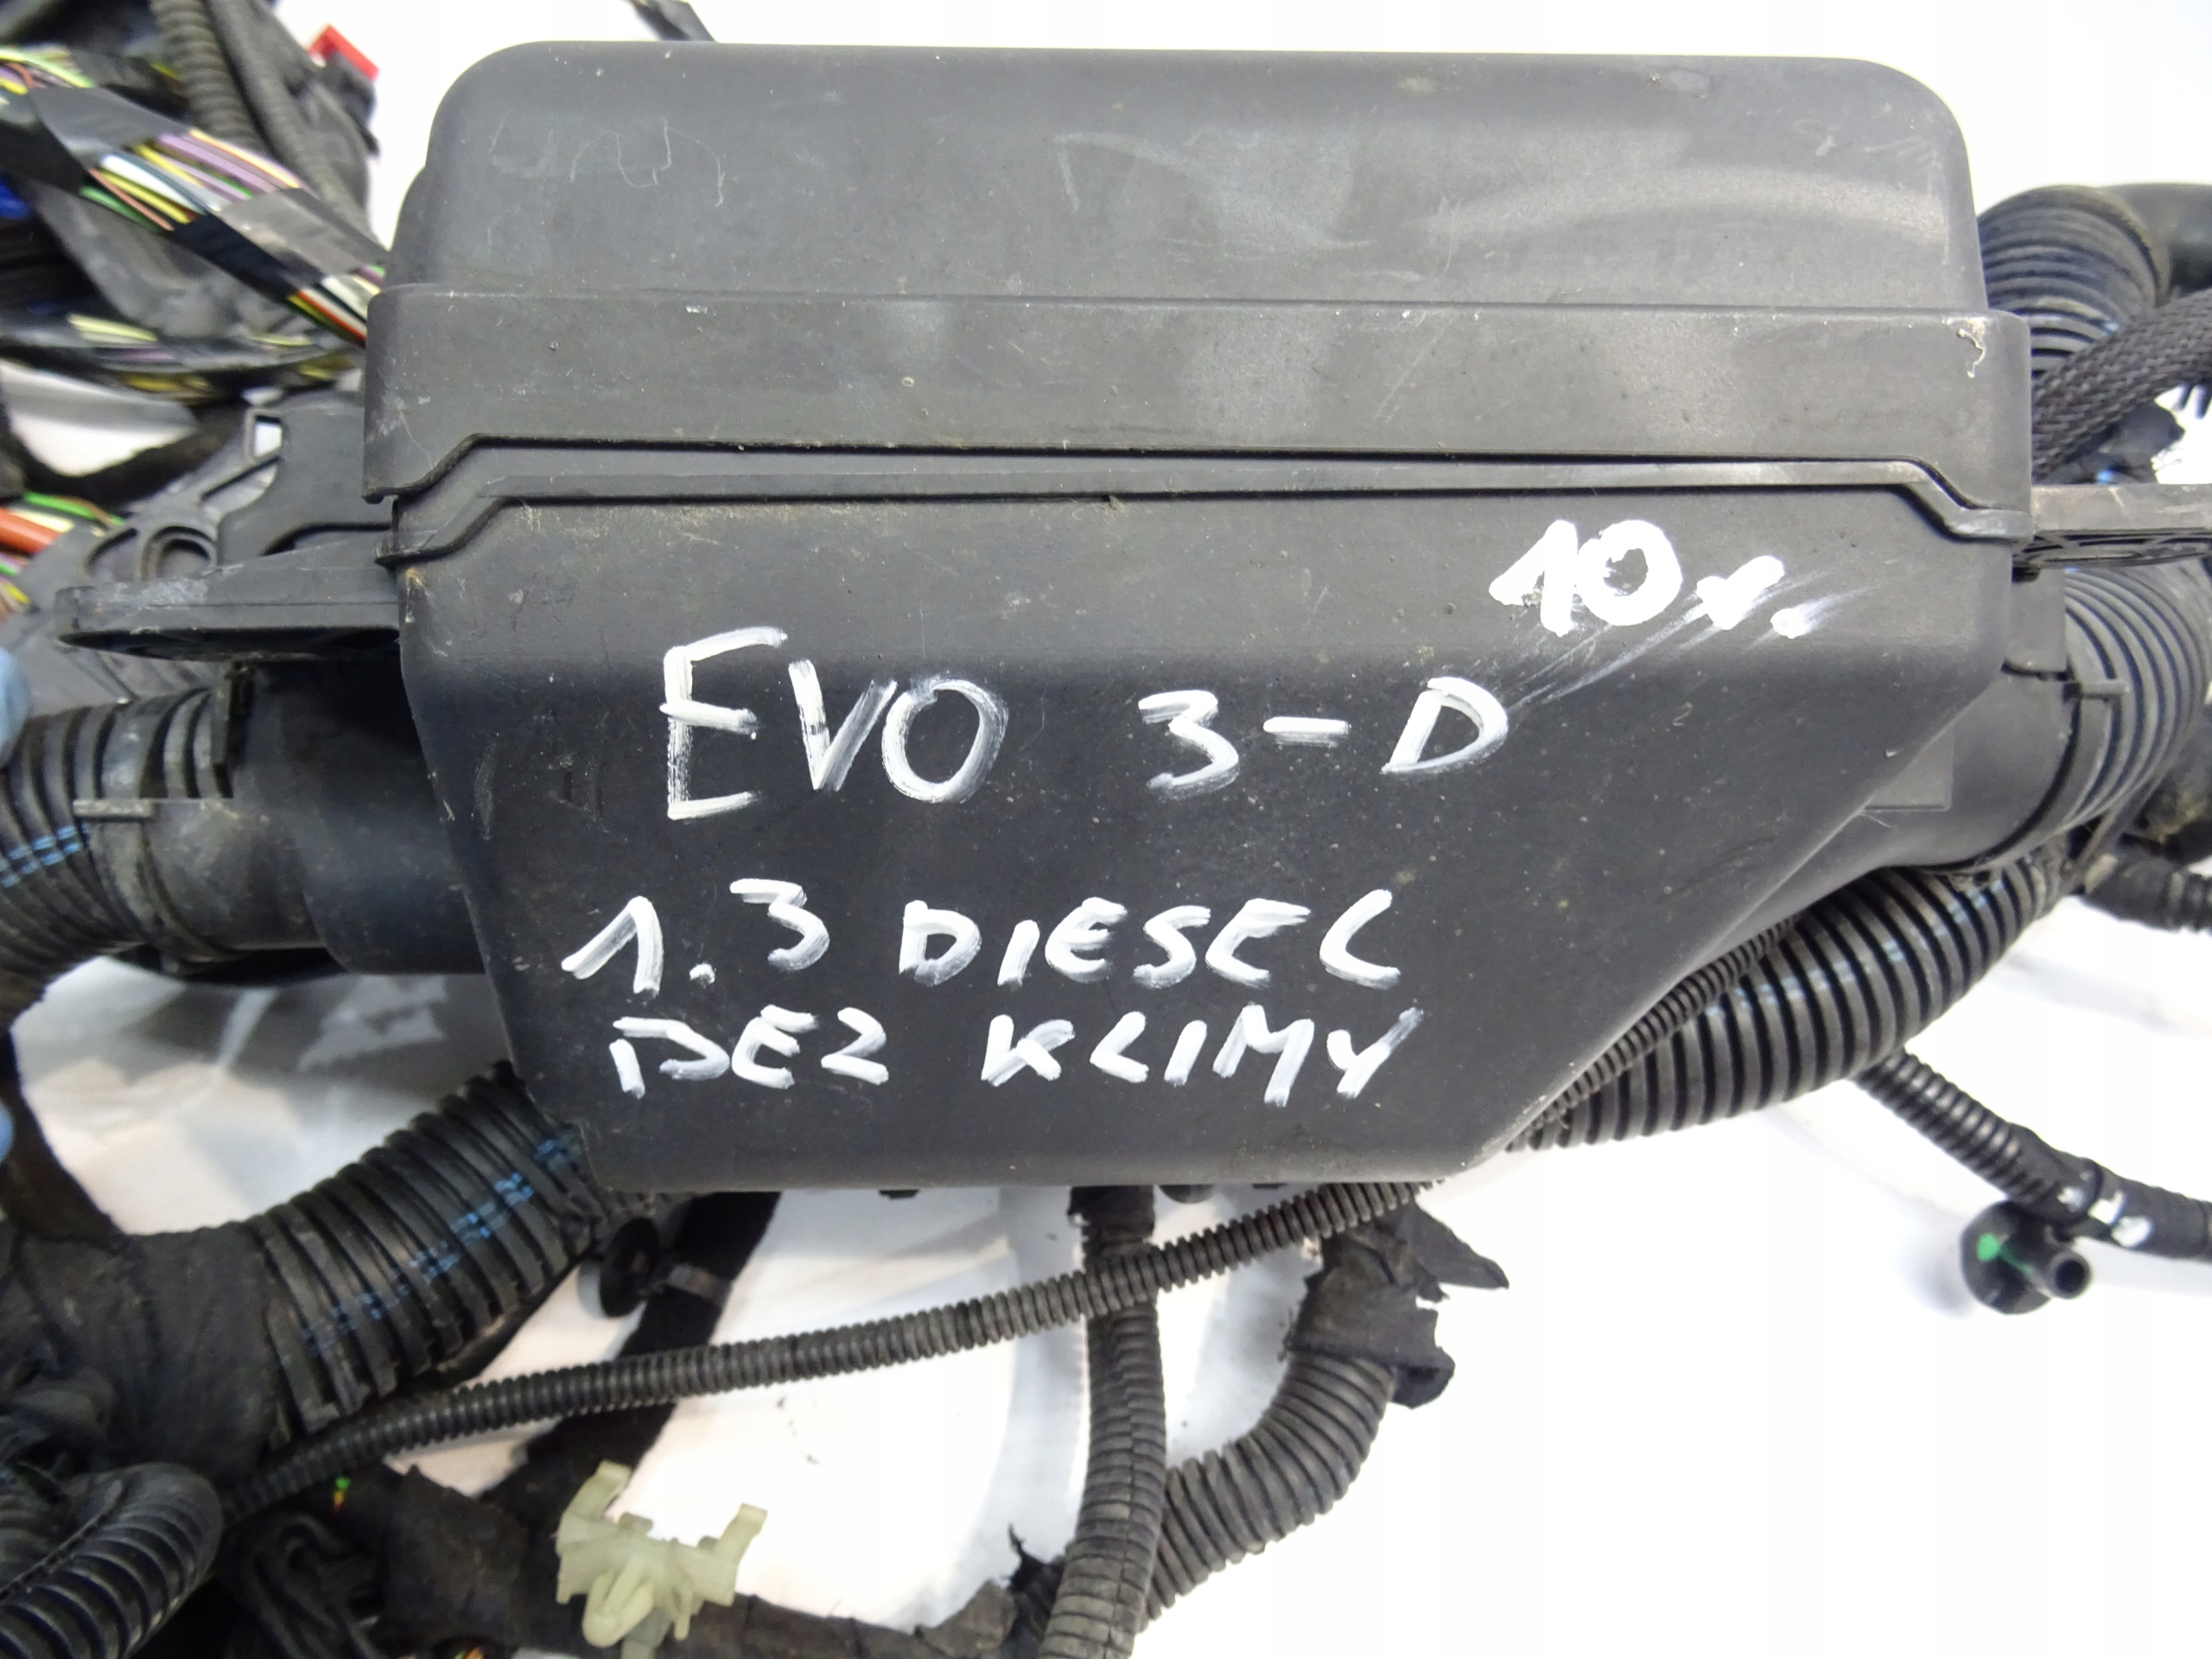 10r.
EVO 3-D
1.3 DIESEL
BEZ KLIMY